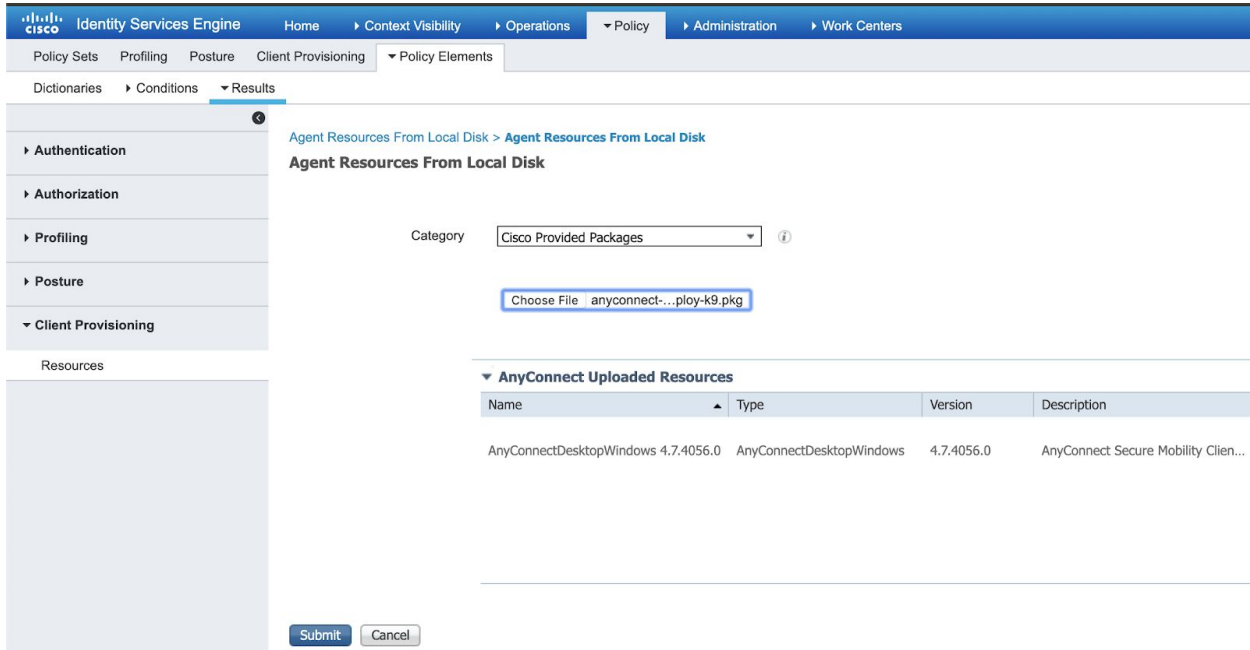 cisco Identity Services Engine Home Context Visibility Operations Policy Administration Work Centers
Policy Sets Profiling Posture Client Provisioning Policy Elements
Dictionaries Conditions Results
Agent Resources From Local Disk > Agent Resources From Local Disk
Agent Resources From Local Disk
Authentication
Authorization
Profiling
Posture
Client Provisioning
Resources
Category Cisco Provided Packages
Choose File anyconnect-...ploy-k9.pkg
AnyConnect Uploaded Resources
Name Type Version Description
AnyConnectDesktopWindows 4.7.4056.0 AnyConnectDesktopWindows 4.7.4056.0 AnyConnect Secure Mobility Clien...
Submit Cancel